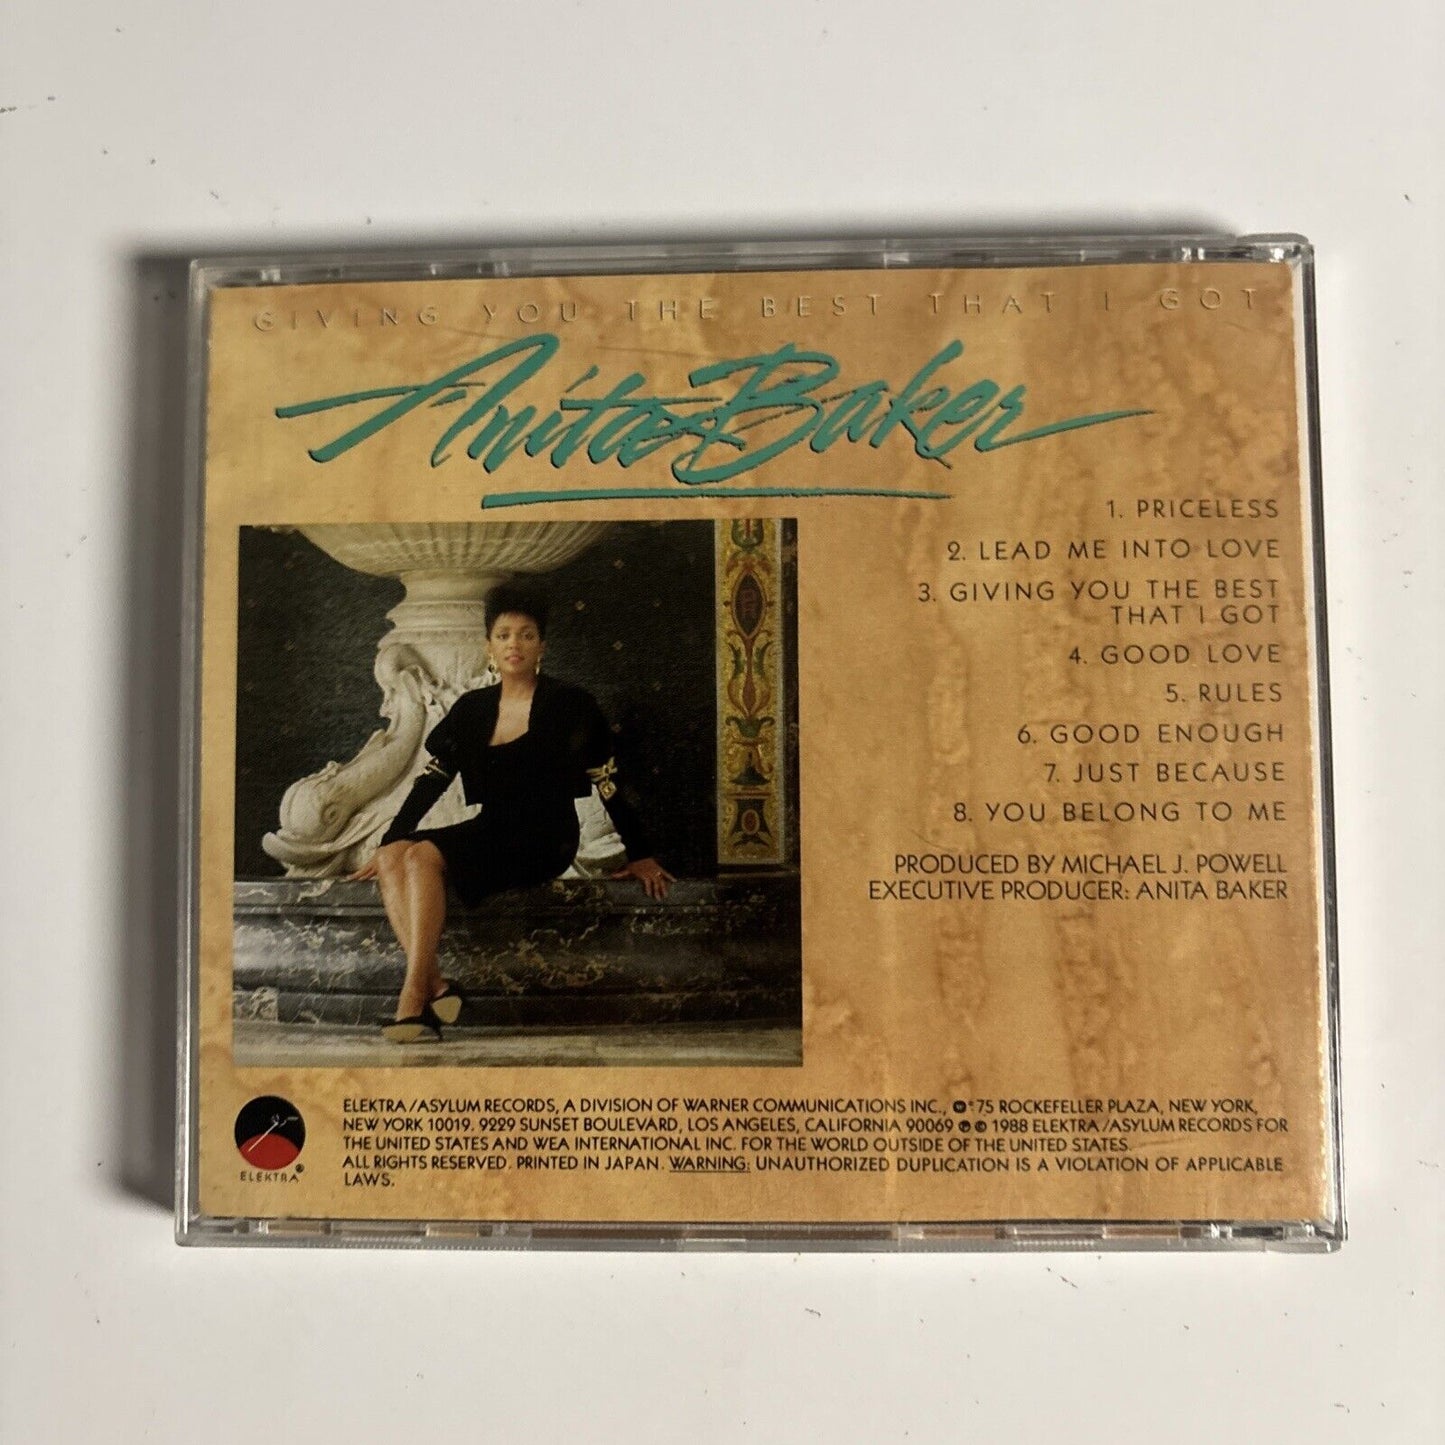 GIVING YOU THE BEST THAT I GOT
Anita Baker
1. PRICELESS
2. LEAD ME INTO LOVE
3. GIVING YOU THE BEST
THAT I GOT
4. GOOD LOVE
5. RULES
6. GOOD ENOUGH
7. JUST BECAUSE
8. YOU BELONG TO ME
PRODUCED BY MICHAEL J. POWELL
EXECUTIVE PRODUCER: ANITA BAKER
ELEKTRA/ASYLUM RECORDS, A DIVISION OF WARNER COMMUNICATIONS INC., 75 ROCKEFELLER PLAZA, NEW YORK,
NEW YORK 10019. 9229 SUNSET BOULEVARD, LOS ANGELES, CALIFORNIA 90069 ℗ © 1988 ELEKTRA/ASYLUM RECORDS FOR
THE UNITED STATES AND WEA INTERNATIONAL INC. FOR THE WORLD OUTSIDE OF THE UNITED STATES.
ALL RIGHTS RESERVED. PRINTED IN JAPAN. WARNING: UNAUTHORIZED DUPLICATION IS A VIOLATION OF APPLICABLE
LAWS.
ELEKTRA®